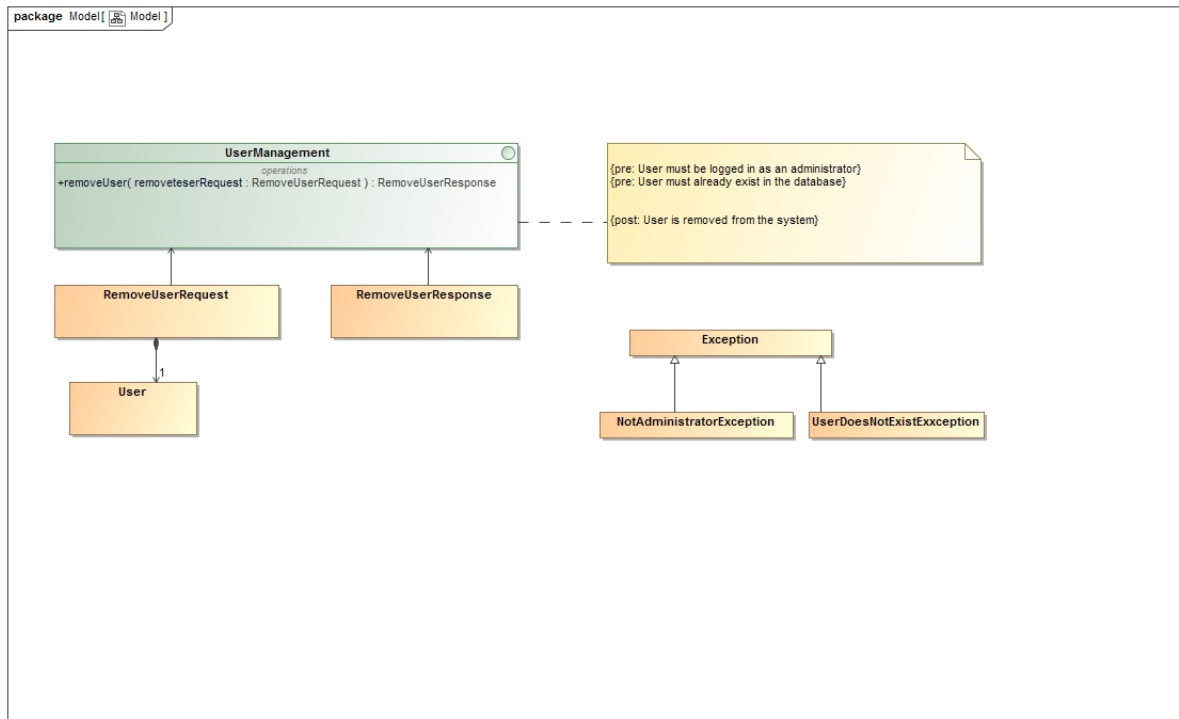 package Model[ Model ]
UserManagement
operations
+removeUser( removeteserRequest : RemoveUserRequest ) : RemoveUserResponse
{pre: User must be logged in as an administrator}
{pre: User must already exist in the database}
{post: User is removed from the system}
RemoveUserRequest
RemoveUserResponse
1
User
Exception
NotAdministratorException
UserDoesNotExistExxception